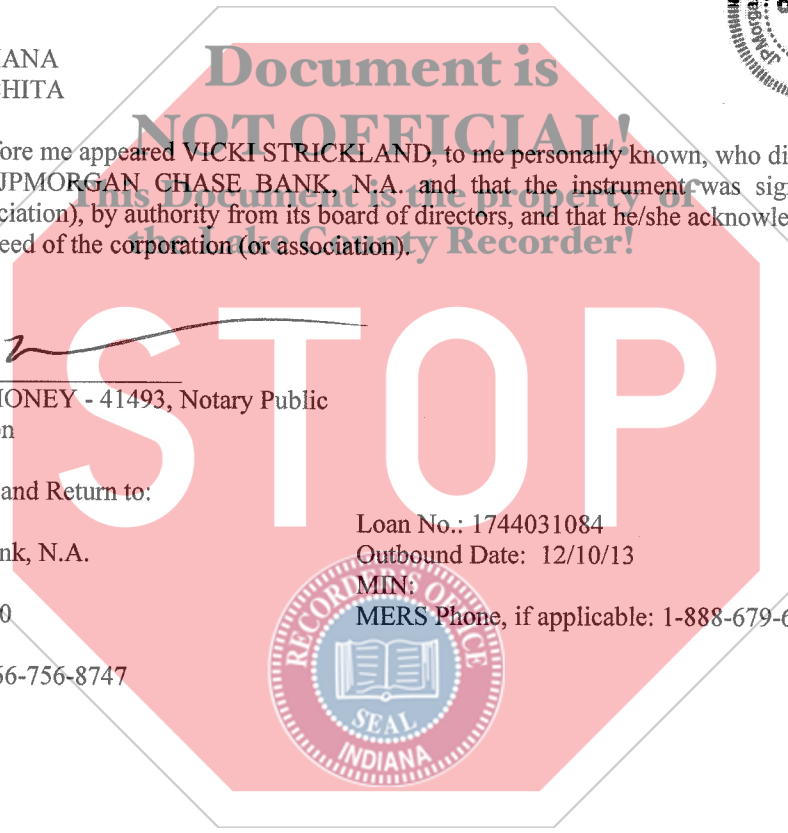 JPMorga
IANA
HITA
Document is
NOT OFFICIAL!
fore me appeared VICKI STRICKLAND, to me personally known, who di
JPMORGAN CHASE BANK, N.A. and that the instrument was sig
This Document is the property of
ciation), by authority from its board of directors, and that he/she acknowle
eed of the corporation (or association).
the Lake County Recorder!
STOP
IONEY - 41493, Notary Public
n
and Return to:
Loan No.: 1744031084
nk, N.A.
Outbound Date: 12/10/13
MIN:
0
MERS Phone, if applicable: 1-888-679-6
66-756-8747
RECORDER'S OFFICE
SEAL
INDIANA